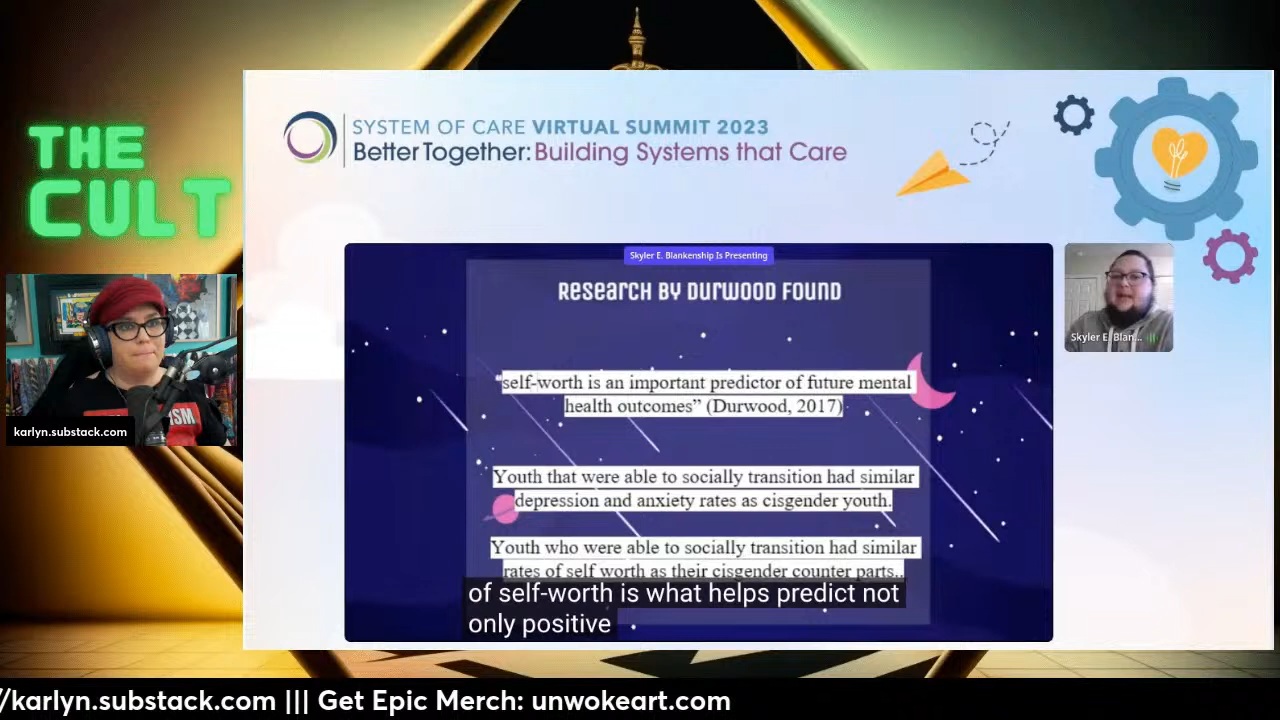 THE
CULT
SYSTEM OF CARE VIRTUAL SUMMIT 2023
Better Together: Building Systems that Care
Skyler E. Blankenship Is Presenting
Research by Durwood Found
"self-worth is an important predictor of future mental
health outcomes" (Durwood, 2017)
Youth that were able to socially transition had similar
depression and anxiety rates as cisgender youth.
Youth who were able to socially transition had similar
rates of self worth as their cisgender counter parts..
of self-worth is what helps predict not
only positive
Skyler E. Blan...
ISM
karlyn.substack.com
/karlyn.substack.com ||| Get Epic Merch: unwokeart.com